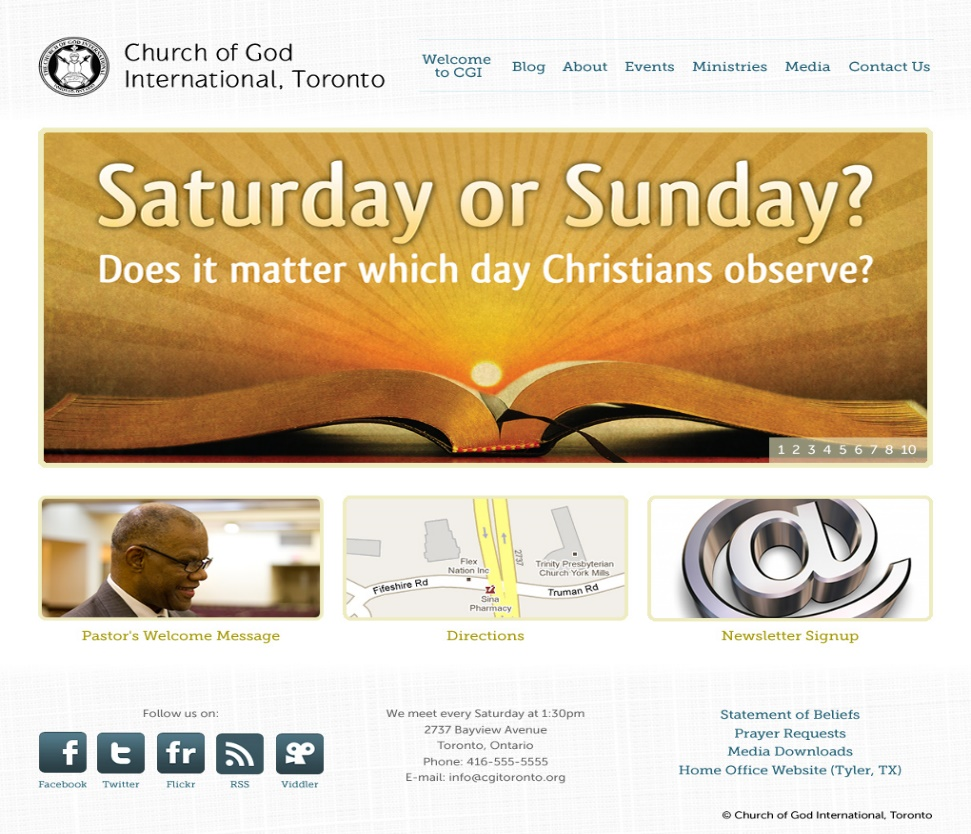 Church of God
International, Toronto
Welcome
to CGI
Blog
About
Events
Ministries
Media
Contact Us
Saturday or Sunday?
Does it matter which day Christians observe?
1 2 3 4 5 6 7 8 10
Flex
Nation Inc
Trinity Presbyterian
Church York Mills
Fifeshire Rd
Truman Rd
Sina
Pharmacy
2737
Pastor's Welcome Message
Directions
Newsletter Signup
Follow us on:
Facebook
Twitter
Flickr
RSS
Viddler
We meet every Saturday at 1:30pm
2737 Bayview Avenue
Toronto, Ontario
Phone: 416-555-5555
E-mail: info@cgitoronto.org
Statement of Beliefs
Prayer Requests
Media Downloads
Home Office Website (Tyler, TX)
© Church of God International, Toronto